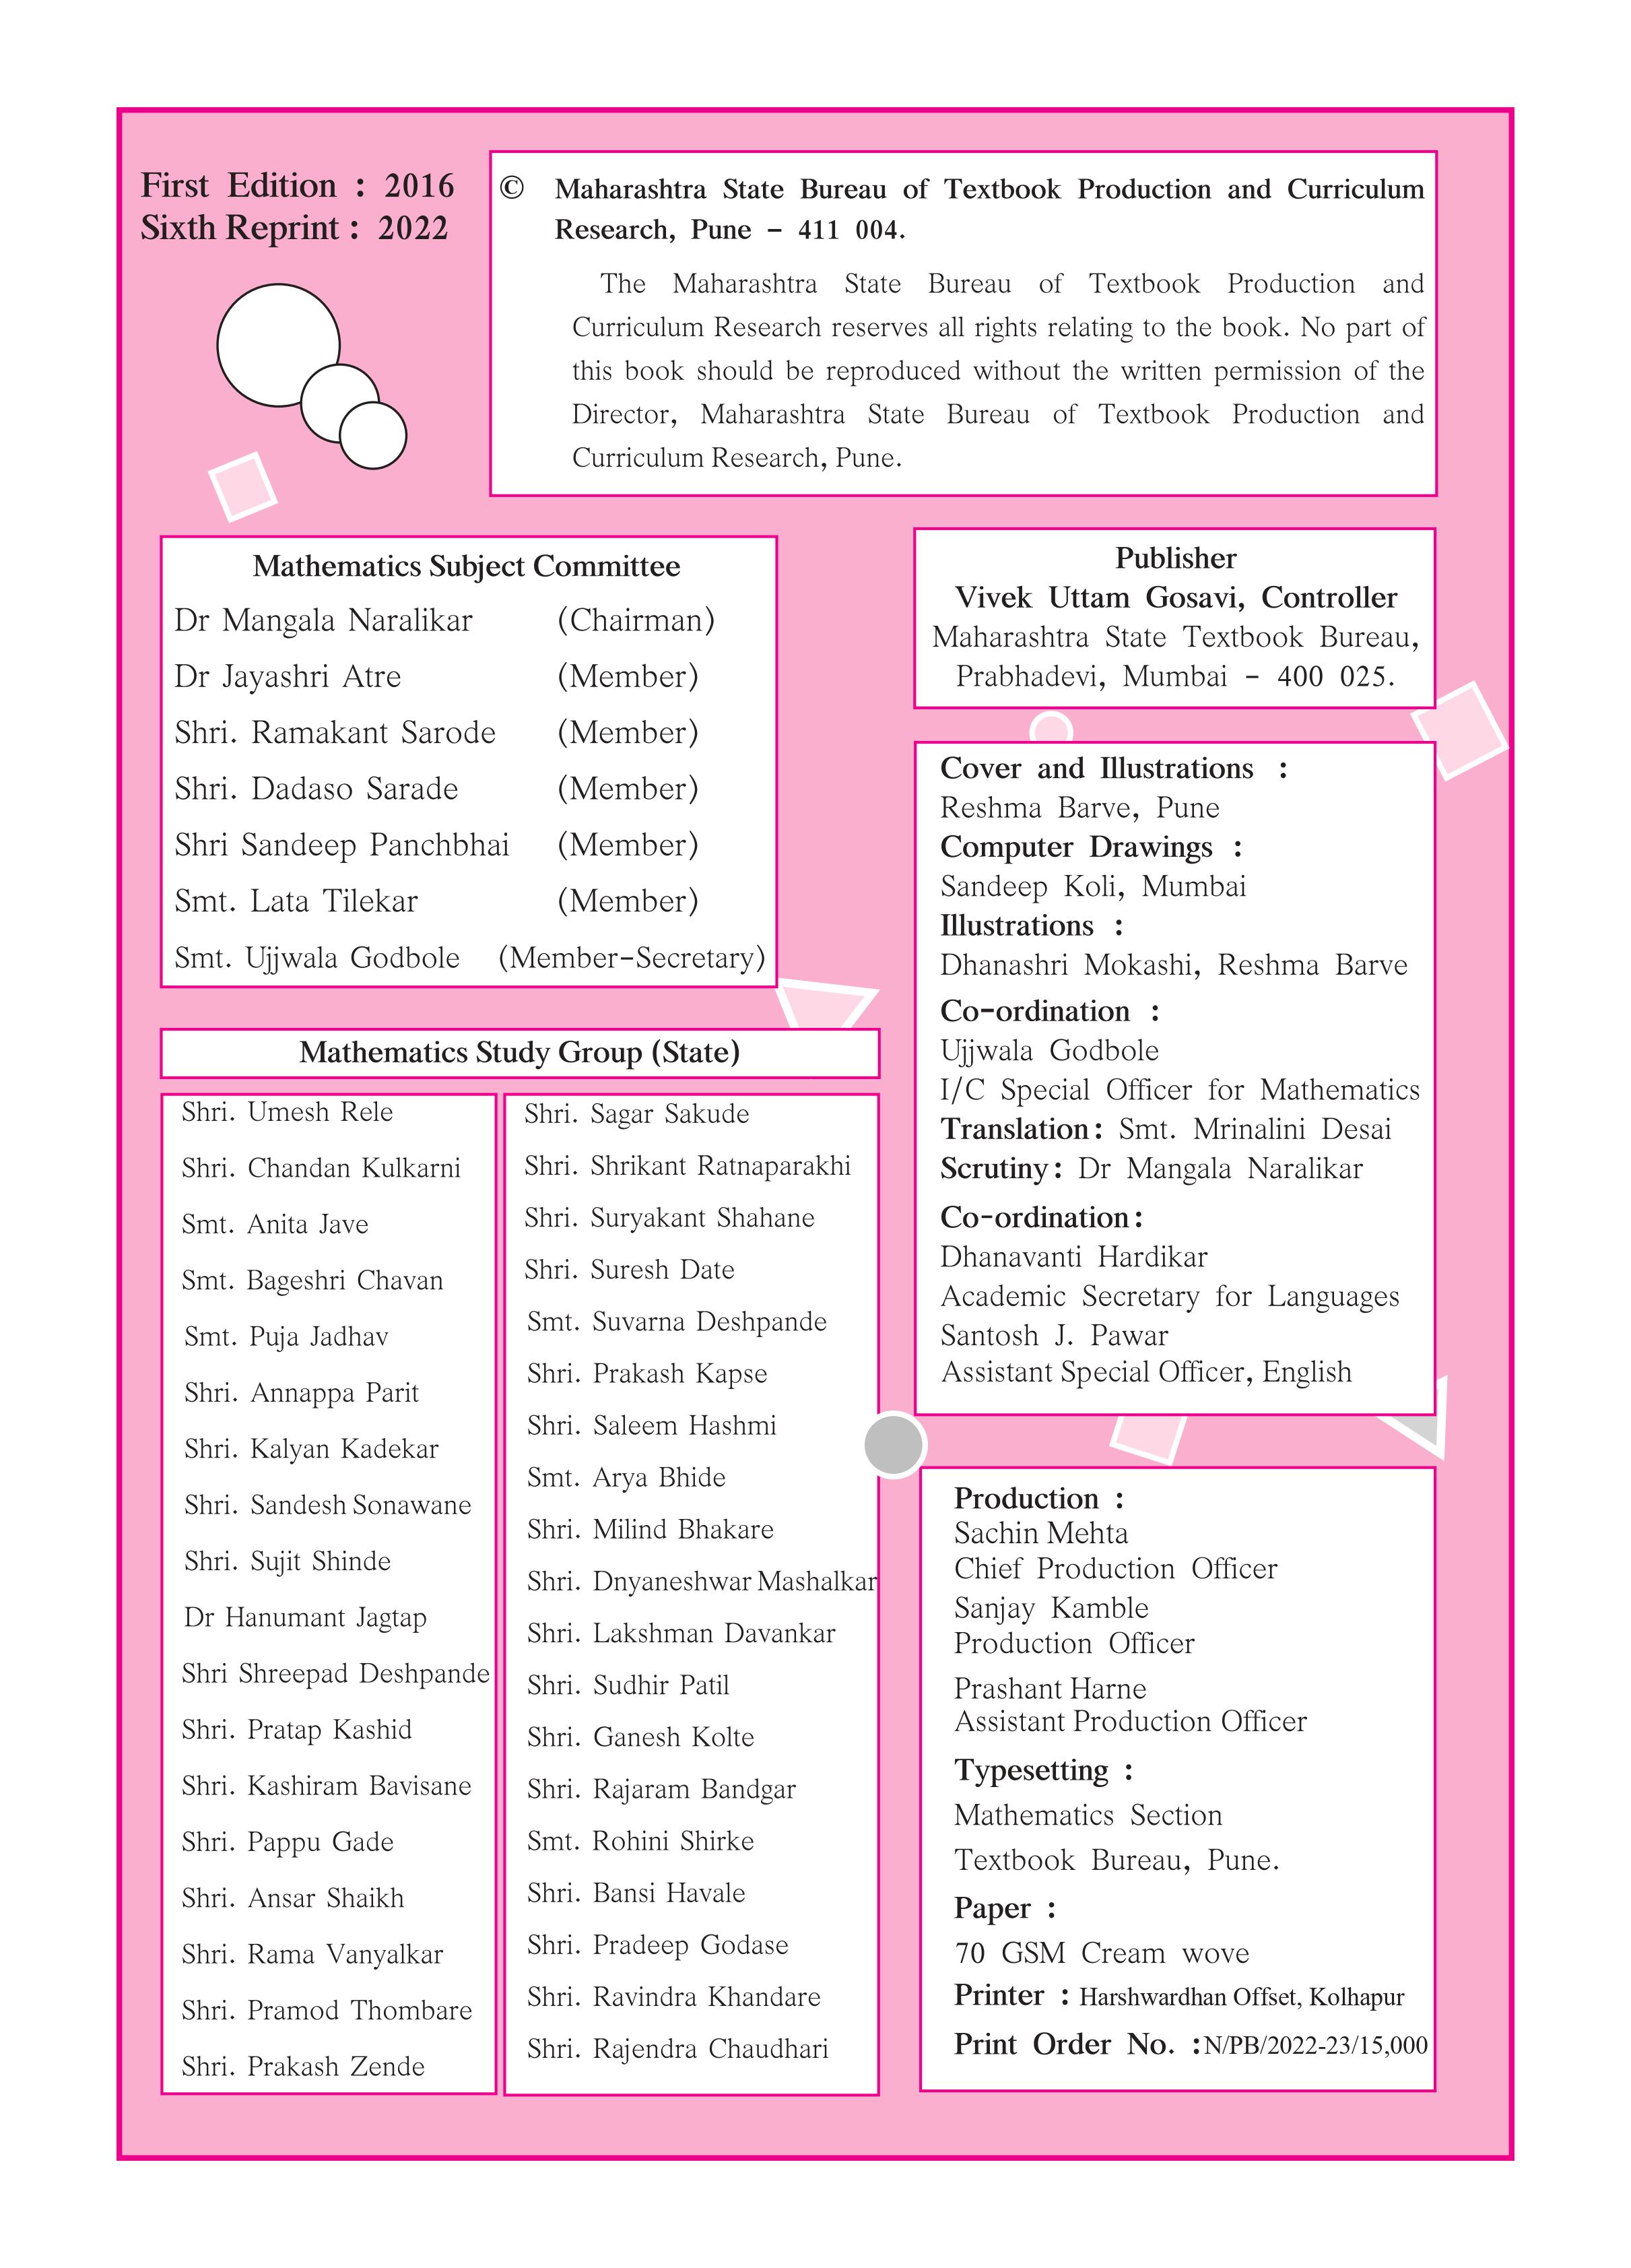 First Edition : 2016
Sixth Reprint : 2022
© Maharashtra State Bureau of Textbook Production and Curriculum
Research, Pune - 411 004.
The Maharashtra State Bureau of Textbook Production and
Curriculum Research reserves all rights relating to the book. No part of
this book should be reproduced without the written permission of the
Director, Maharashtra State Bureau of Textbook Production and
Curriculum Research, Pune.
Mathematics Subject Committee
Dr Mangala Naralikar (Chairman)
Dr Jayashri Atre (Member)
Shri. Ramakant Sarode (Member)
Shri. Dadaso Sarade (Member)
Shri Sandeep Panchbhai (Member)
Smt. Lata Tilekar (Member)
Smt. Ujjwala Godbole (Member-Secretary)
Mathematics Study Group (State)
Shri. Umesh Rele
Shri. Chandan Kulkarni
Smt. Anita Jave
Smt. Bageshri Chavan
Smt. Puja Jadhav
Shri. Annappa Parit
Shri. Kalyan Kadekar
Shri. Sandesh Sonawane
Shri. Sujit Shinde
Dr Hanumant Jagtap
Shri Shreepad Deshpande
Shri. Pratap Kashid
Shri. Kashiram Bavisane
Shri. Pappu Gade
Shri. Ansar Shaikh
Shri. Rama Vanyalkar
Shri. Pramod Thombare
Shri. Prakash Zende
Shri. Sagar Sakude
Shri. Shrikant Ratnaparakhi
Shri. Suryakant Shahane
Shri. Suresh Date
Smt. Suvarna Deshpande
Shri. Prakash Kapse
Shri. Saleem Hashmi
Smt. Arya Bhide
Shri. Milind Bhakare
Shri. Dnyaneshwar Mashalkar
Shri. Lakshman Davankar
Shri. Sudhir Patil
Shri. Ganesh Kolte
Shri. Rajaram Bandgar
Smt. Rohini Shirke
Shri. Bansi Havale
Shri. Pradeep Godase
Shri. Ravindra Khandare
Shri. Rajendra Chaudhari
Publisher
Vivek Uttam Gosavi, Controller
Maharashtra State Textbook Bureau,
Prabhadevi, Mumbai - 400 025.
Cover and Illustrations :
Reshma Barve, Pune
Computer Drawings :
Sandeep Koli, Mumbai
Illustrations :
Dhanashri Mokashi, Reshma Barve
Co-ordination :
Ujjwala Godbole
I/C Special Officer for Mathematics
Translation: Smt. Mrinalini Desai
Scrutiny: Dr Mangala Naralikar
Co-ordination:
Dhanavanti Hardikar
Academic Secretary for Languages
Santosh J. Pawar
Assistant Special Officer, English
Production :
Sachin Mehta
Chief Production Officer
Sanjay Kamble
Production Officer
Prashant Harne
Assistant Production Officer
Typesetting :
Mathematics Section
Textbook Bureau, Pune.
Paper :
70 GSM Cream wove
Printer : Harshwardhan Offset, Kolhapur
Print Order No. :N/PB/2022-23/15,000